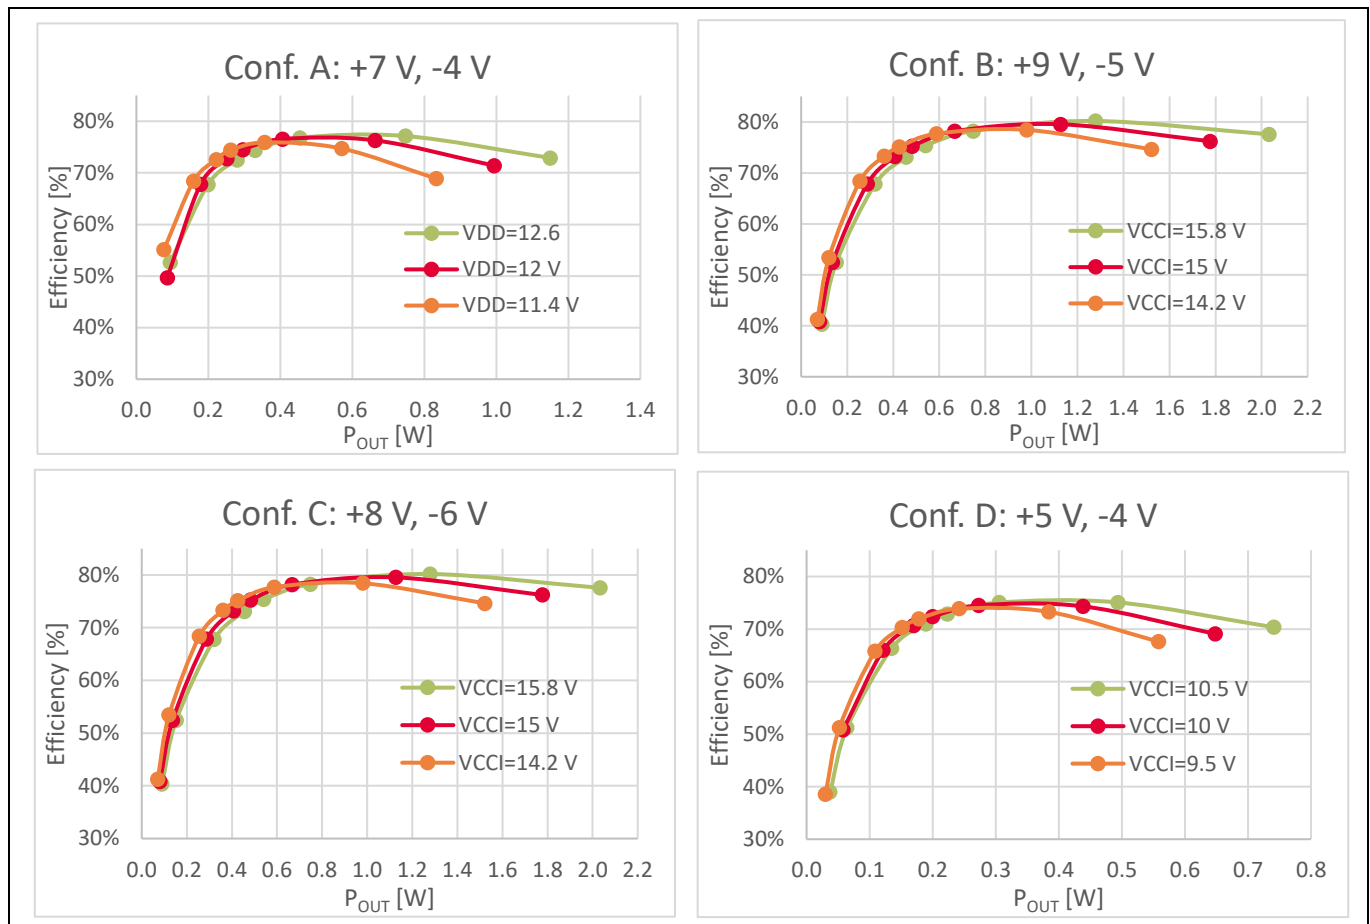 Conf. A: +7 V, -4 V
Efficiency [%]
80%
70%
60%
50%
40%
30%
VDD=12.6
VDD=12 V
VDD=11.4 V
0.0 0.2 0.4 0.6 0.8 1.0 1.2 1.4
POUT [W]
Conf. B: +9 V, -5 V
Efficiency [%]
80%
70%
60%
50%
40%
30%
VCCI=15.8 V
VCCI=15 V
VCCI=14.2 V
0.0 0.2 0.4 0.6 0.8 1.0 1.2 1.4 1.6 1.8 2.0 2.2
POUT [W]
Conf. C: +8 V, -6 V
Efficiency [%]
80%
70%
60%
50%
40%
30%
VCCI=15.8 V
VCCI=15 V
VCCI=14.2 V
0.0 0.2 0.4 0.6 0.8 1.0 1.2 1.4 1.6 1.8 2.0 2.2
POUT [W]
Conf. D: +5 V, -4 V
Efficiency [%]
80%
70%
60%
50%
40%
30%
VCCI=10.5 V
VCCI=10 V
VCCI=9.5 V
0.0 0.1 0.2 0.3 0.4 0.5 0.6 0.7 0.8
POUT [W]